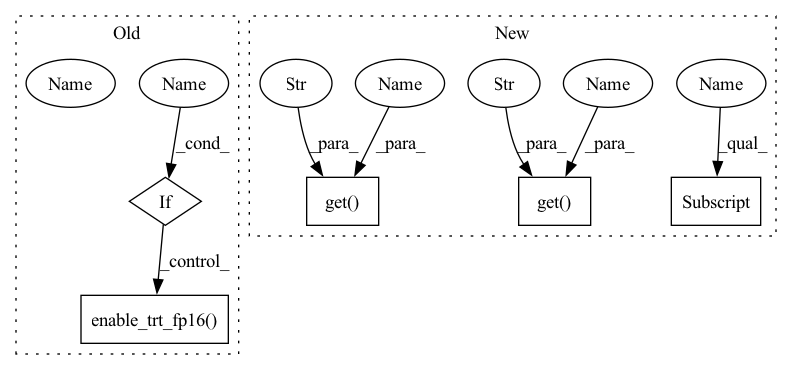 Old
New
Name
Name
Str
Name
Str
Name
Name
_cond_
_para_
_para_
_para_
_para_
_qual_
If
get()
get()
Subscript
_control_
enable_trt_fp16()